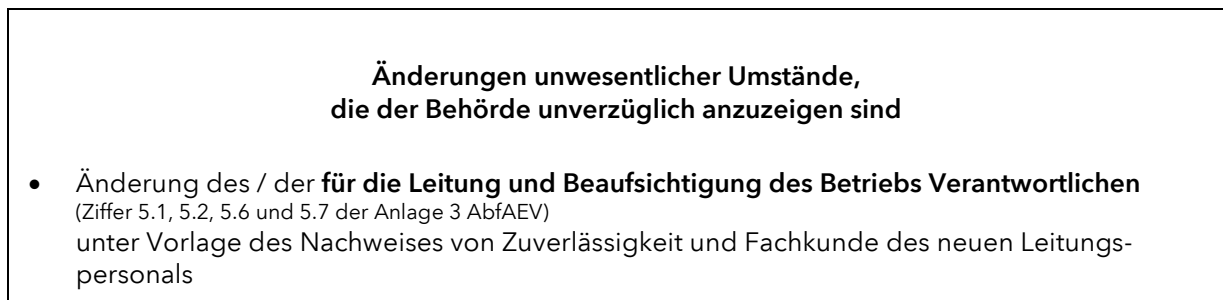 Änderungen unwesentlicher Umstände,
die der Behörde unverzüglich anzuzeigen sind
• Änderung des / der für die Leitung und Beaufsichtigung des Betriebs Verantwortlichen
(Ziffer 5.1, 5.2, 5.6 und 5.7 der Anlage 3 AbfAEV)
unter Vorlage des Nachweises von Zuverlässigkeit und Fachkunde des neuen Leitungs-
personals